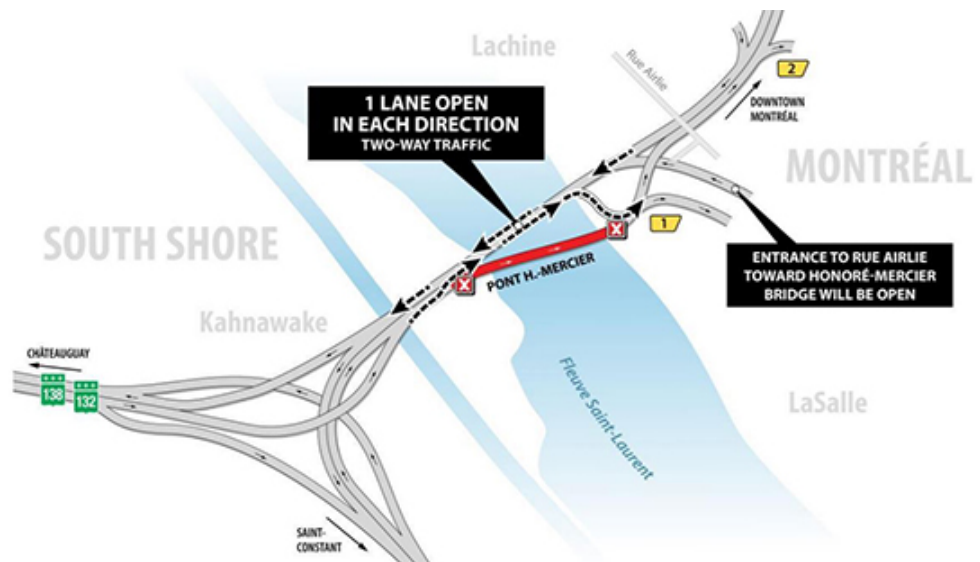 Lachine
Rue Airlie
2
DOWNTOWN
MONTRÉAL
1 LANE OPEN
IN EACH DIRECTION
TWO-WAY TRAFFIC
MONTRÉAL
SOUTH SHORE
1
PONT H.-MERCIER
ENTRANCE TO RUE AIRLIE
TOWARD HONORÉ-MERCIER
BRIDGE WILL BE OPEN
Kahnawake
CHÂTEAUGUAY
138
132
Fleuve Saint-Laurent
LaSalle
SAINT-
CONSTANT